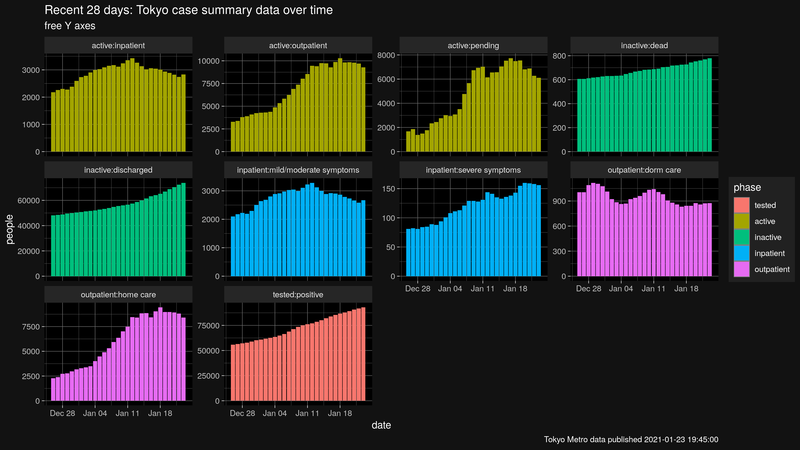 Recent 28 days: Tokyo case summary data over time
free Y axes
active:inpatient
active:outpatient
active:pending
inactive:dead
3000
2000
1000
0
10000
7500
5000
2500
0
8000
6000
4000
2000
0
800
600
400
200
0
inactive:discharged
inpatient:mild/moderate symptoms
inpatient:severe symptoms
outpatient:dorm care
60000
40000
20000
0
3000
2000
1000
0
150
100
50
0
900
600
300
0
Dec 28 Jan 04 Jan 11 Jan 18
Dec 28 Jan 04 Jan 11 Jan 18
outpatient:home care
tested:positive
7500
5000
2500
0
75000
50000
25000
0
Dec 28 Jan 04 Jan 11 Jan 18
Dec 28 Jan 04 Jan 11 Jan 18
people
date
phase
tested
active
inactive
inpatient
outpatient
Tokyo Metro data published 2021-01-23 19:45:00